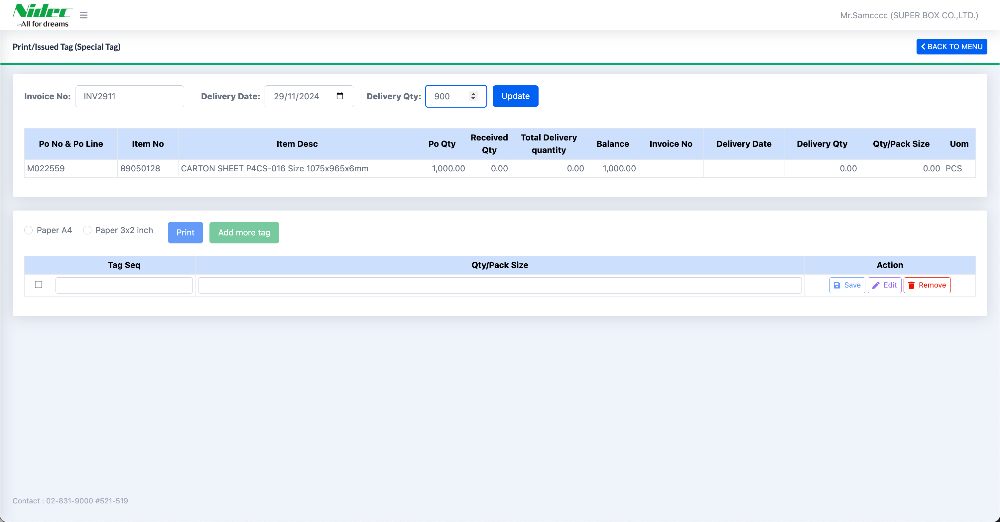 Nidec
All for dreams
Mr.Samcccc (SUPER BOX CO.,LTD.)
Print/Issued Tag (Special Tag)
BACK TO MENU
Invoice No: INV2911 Delivery Date: 29/11/2024 Delivery Qty: 900 Update
Po No & Po Line Item No Item Desc Po Qty Received Qty Total Delivery quantity Balance Invoice No Delivery Date Delivery Qty Qty/Pack Size Uom
M022559 89050128 CARTON SHEET P4CS-016 Size 1075x965x6mm 1,000.00 0.00 0.00 1,000.00 0.00 0.00 PCS
Paper A4 Paper 3x2 inch Print Add more tag
Tag Seq Qty/Pack Size Action
Save Edit Remove
Contact : 02-831-9000 #521-519